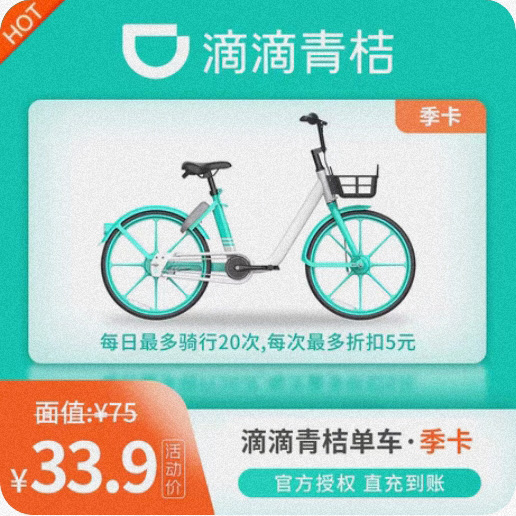 HOT
滴滴青桔
季卡
每日最多骑行20次,每次最多折扣5元
面值:¥75
¥33.9
活动价
滴滴青桔单车·季卡
官方授权 直充到账